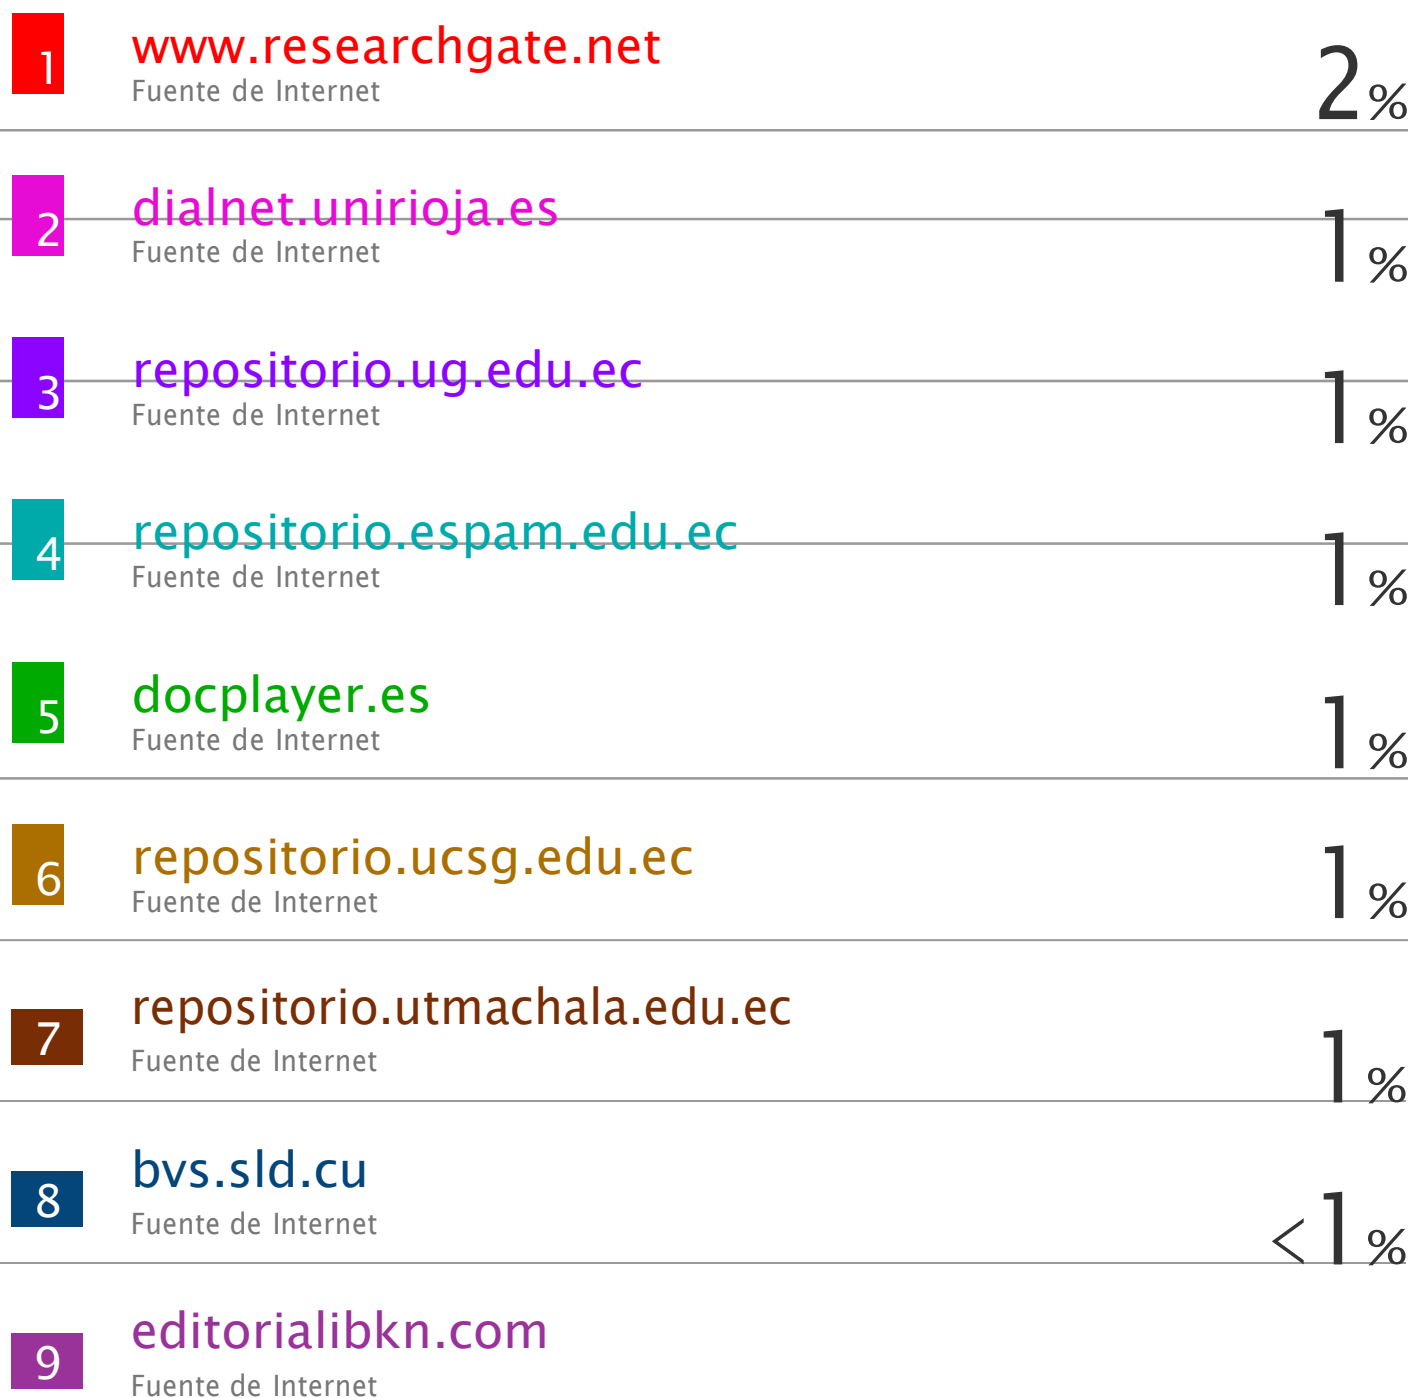 1 www.researchgate.net
Fuente de Internet
2%
2 dialnet.unirioja.es
Fuente de Internet
1%
3 repositorio.ug.edu.ec
Fuente de Internet
1%
4 repositorio.espam.edu.ec
Fuente de Internet
1%
5 docplayer.es
Fuente de Internet
1%
6 repositorio.ucsg.edu.ec
Fuente de Internet
1%
7 repositorio.utmachala.edu.ec
Fuente de Internet
1%
8 bvs.sld.cu
Fuente de Internet
<1%
9 editorialibkn.com
Fuente de Internet